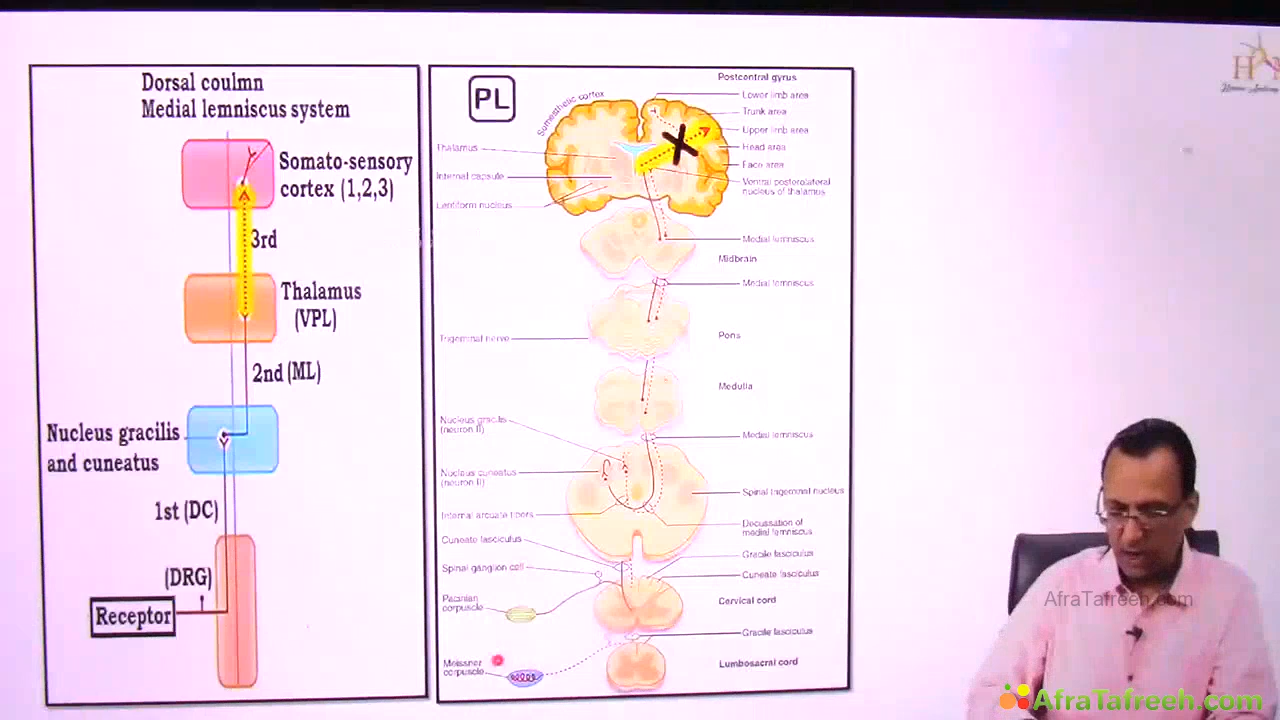 Dorsal coulmn
Medial lemniscus system
Somato-sensory
cortex (1,2,3)
3rd
Thalamus
(VPL)
2nd (ML)
Nucleus gracilis
and cuneatus
1st (DC)
(DRG)
Receptor
PL
Somesthetic cortex
Postcentral gyrus
Lower limb area
Trunk area
Upper limb area
Head area
Face area
Ventral posterolateral
nucleus of thalamus
Thalamus
Internal capsule
Lentiform nucleus
Medial lemniscus
Midbrain
Medial lemniscus
Trigeminal nerve
Pons
Medulla
Nucleus gracilis
(neuron II)
Medial lemniscus
Nucleus cuneatus
(neuron II)
Spinal trigeminal nucleus
Internal arcuate fibers
Decussation of
medial lemniscus
Cuneate fasciculus
Gracile fasciculus
Spinal ganglion cell
Cuneate fasciculus
Pacinian
corpuscle
Cervical cord
Gracile fasciculus
Meissner
corpuscle
Lumbosacral cord
AfraTafreeh.com
AfraTafreeh.com